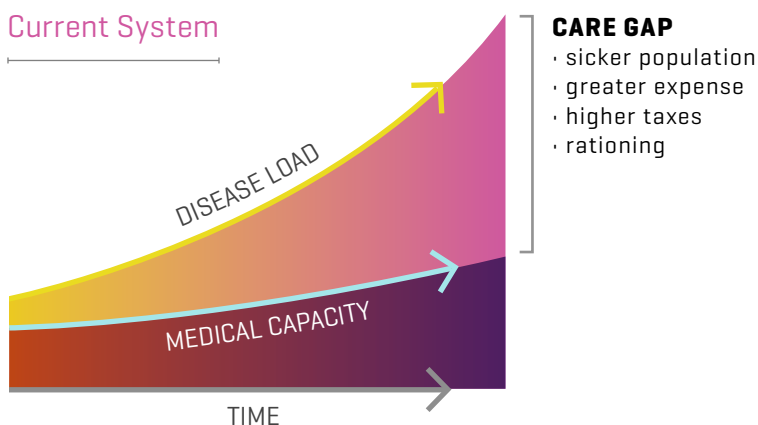 Current System
CARE GAP
· sicker population
· greater expense
· higher taxes
· rationing
DISEASE LOAD
MEDICAL CAPACITY
TIME